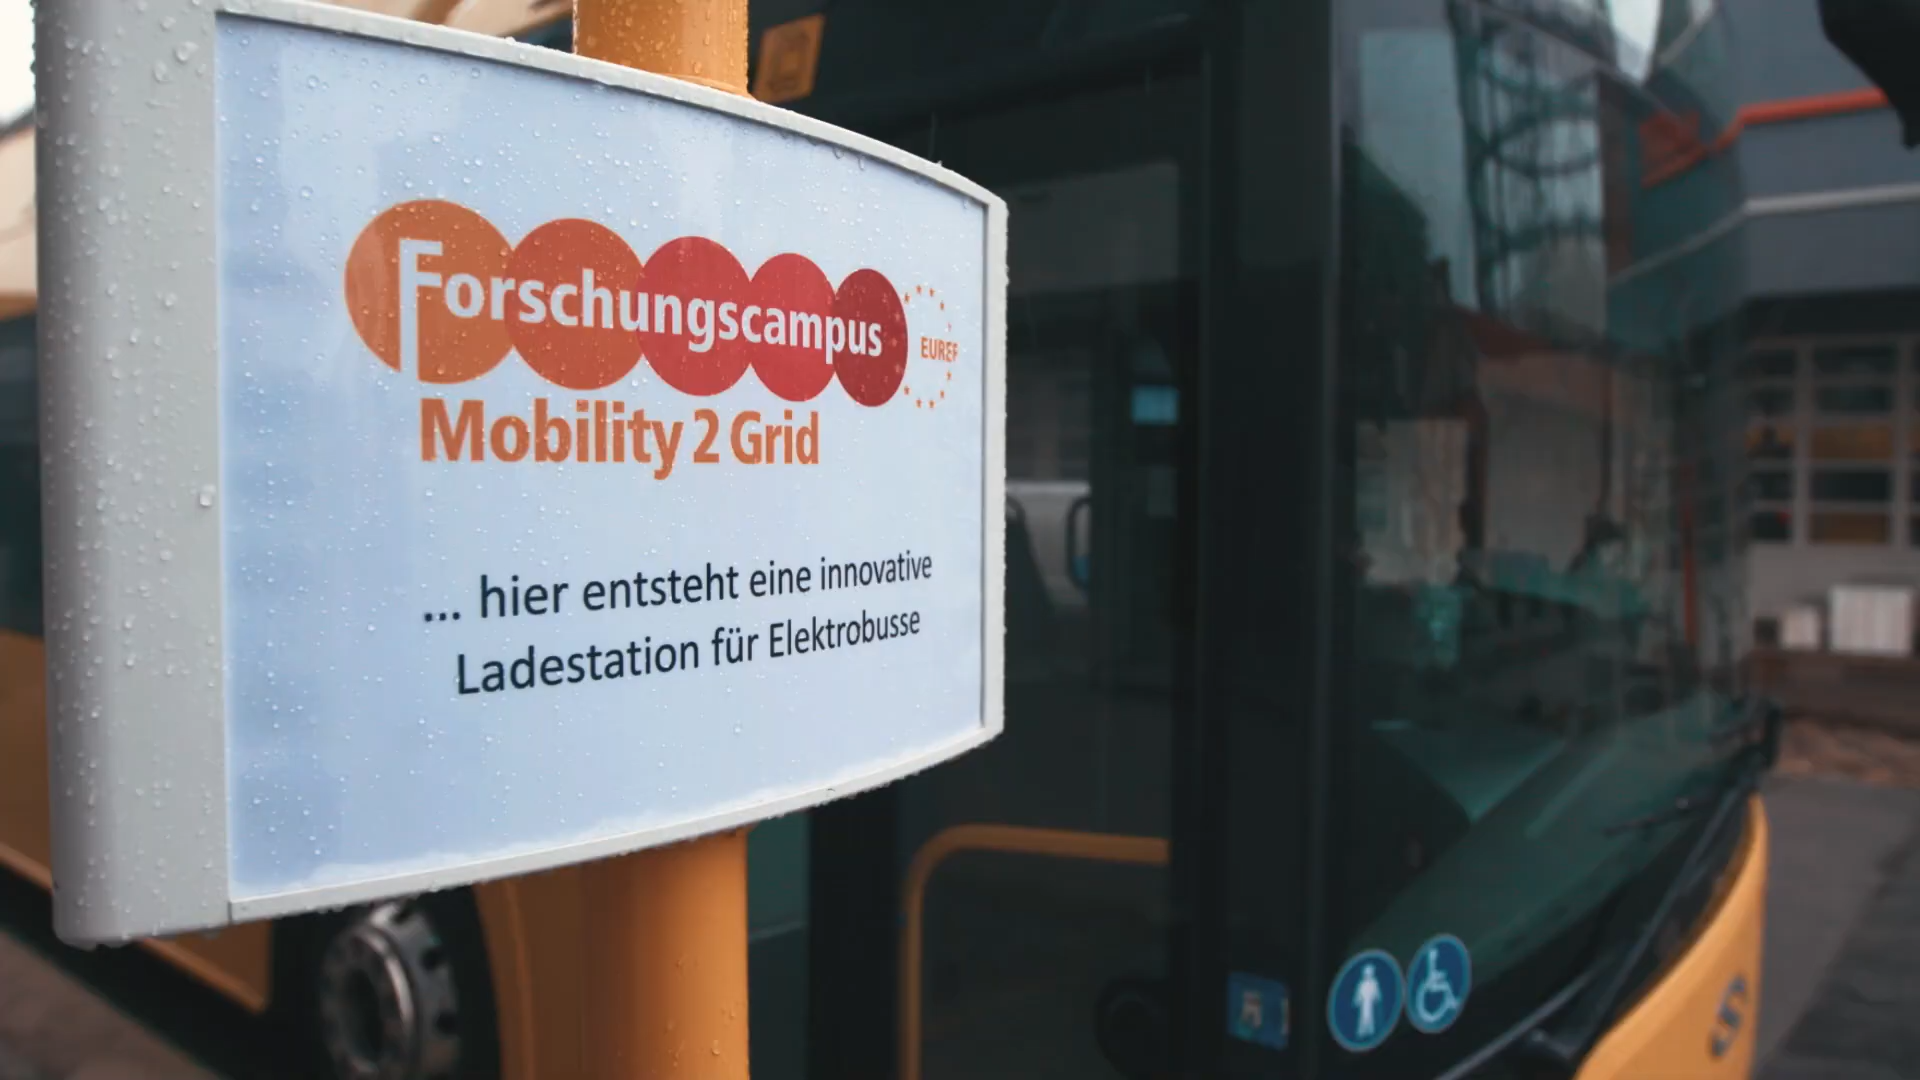 Forschungscampus
EUREF
Mobility 2 Grid
... hier entsteht eine innovative
Ladestation für Elektrobusse